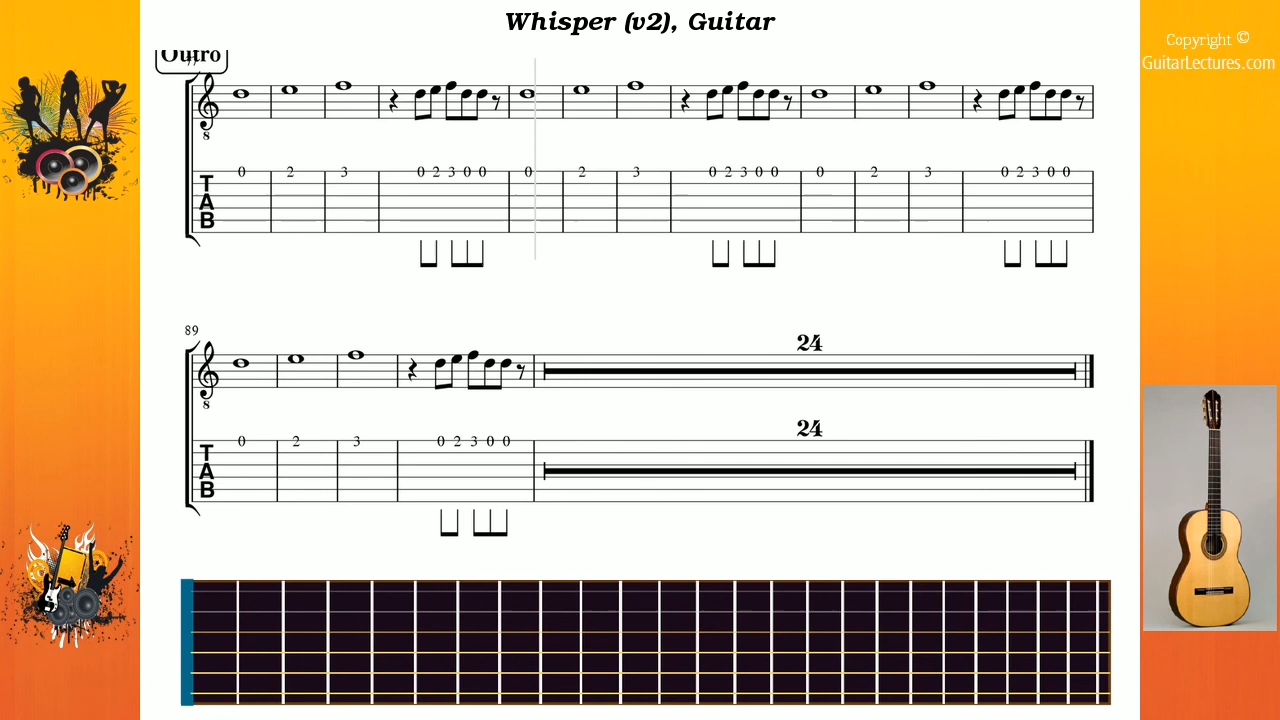 Whisper (v2), Guitar
Copyright ©
GuitarLectures.com
Outro
8
0 2 3 0 2 3 0 0 0 2 3 0 2 3 0 0 0 2 3 0 2 3 0 0
T
A
B
89
24
8
24
0 2 3 0 2 3 0 0
T
A
B